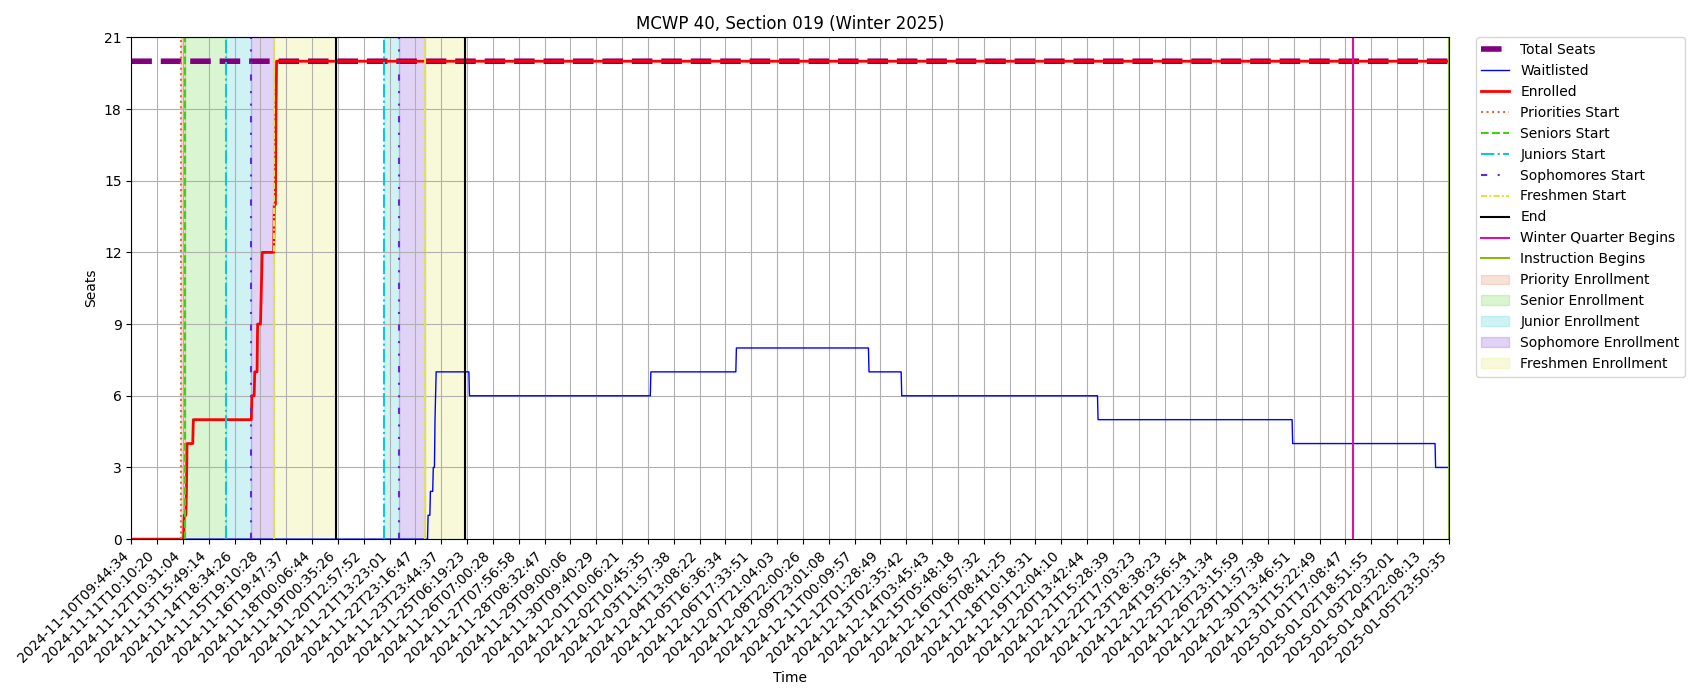 MCWP 40, Section 019 (Winter 2025)
Seats
21
18
15
12
9
6
3
0
2024-11-10T09:44:34
2024-11-11T10:10:20
2024-11-12T10:31:04
2024-11-13T15:49:14
2024-11-14T18:34:26
2024-11-15T19:10:28
2024-11-16T19:47:37
2024-11-18T00:06:44
2024-11-19T00:35:26
2024-11-20T12:57:52
2024-11-21T13:23:01
2024-11-22T23:16:47
2024-11-23T23:44:37
2024-11-25T06:19:23
2024-11-26T07:00:28
2024-11-27T07:56:58
2024-11-28T08:32:47
2024-11-29T09:00:06
2024-11-30T09:40:29
2024-12-01T10:06:21
2024-12-02T10:45:35
2024-12-03T11:57:38
2024-12-04T13:08:22
2024-12-05T16:36:34
2024-12-06T17:33:51
2024-12-07T21:04:03
2024-12-08T22:00:26
2024-12-09T23:01:08
2024-12-11T00:09:57
2024-12-12T01:28:49
2024-12-13T02:35:42
2024-12-14T03:45:43
2024-12-15T05:48:18
2024-12-16T06:57:32
2024-12-17T08:41:25
2024-12-18T10:18:31
2024-12-19T12:04:10
2024-12-20T13:42:44
2024-12-21T15:28:39
2024-12-22T17:03:23
2024-12-23T18:38:23
2024-12-24T19:56:54
2024-12-25T21:31:34
2024-12-26T23:15:59
2024-12-29T11:57:38
2024-12-30T13:46:51
2024-12-31T15:22:49
2025-01-01T17:08:47
2025-01-02T18:51:55
2025-01-03T20:32:01
2025-01-04T22:08:13
2025-01-05T23:50:35
Time
Total Seats
Waitlisted
Enrolled
Priorities Start
Seniors Start
Juniors Start
Sophomores Start
Freshmen Start
End
Winter Quarter Begins
Instruction Begins
Priority Enrollment
Senior Enrollment
Junior Enrollment
Sophomore Enrollment
Freshmen Enrollment